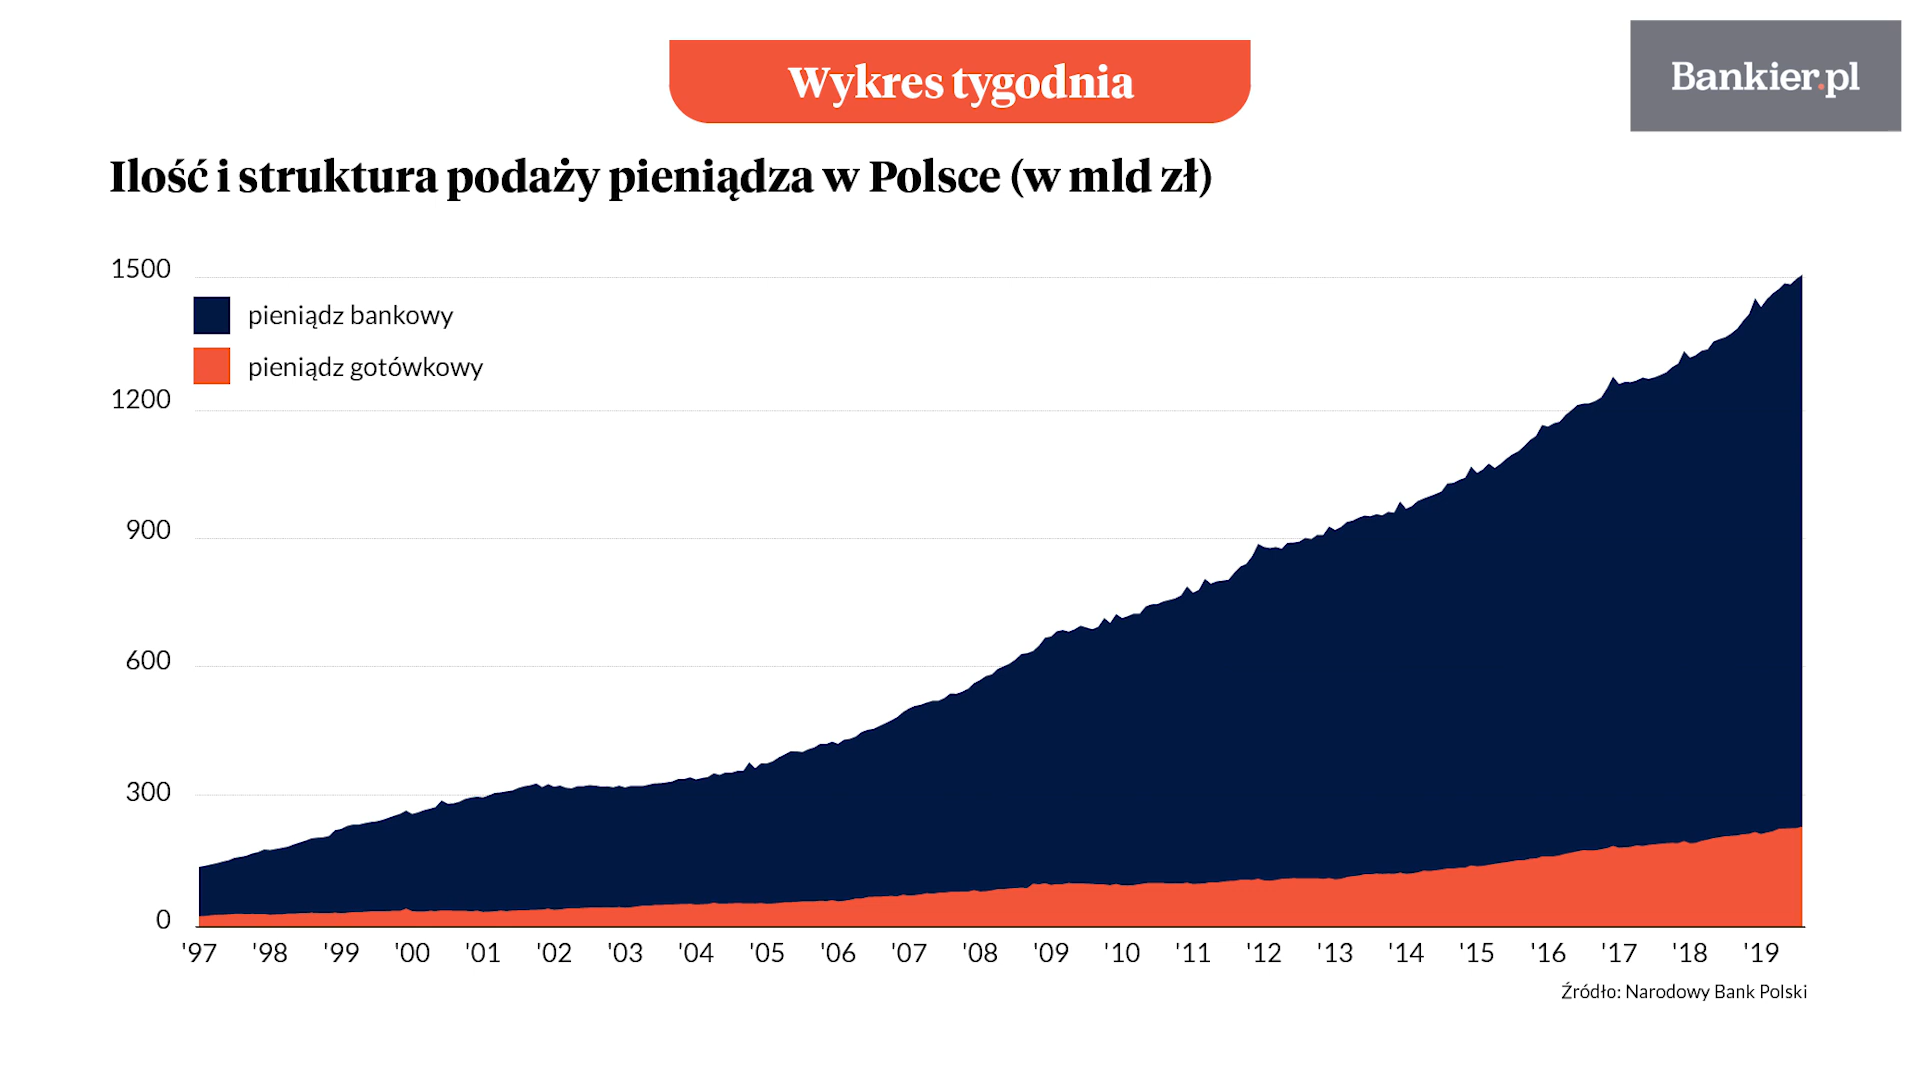 Wykres tygodnia
Bankier.pl
Ilość i struktura podaży pieniądza w Polsce (w mld zł)
1500
pieniądz bankowy
pieniądz gotówkowy
1200
900
600
300
0
'97 '98 '99 '00 '01 '02 '03 '04 '05 '06 '07 '08 '09 '10 '11 '12 '13 '14 '15 '16 '17 '18 '19
Źródło: Narodowy Bank Polski